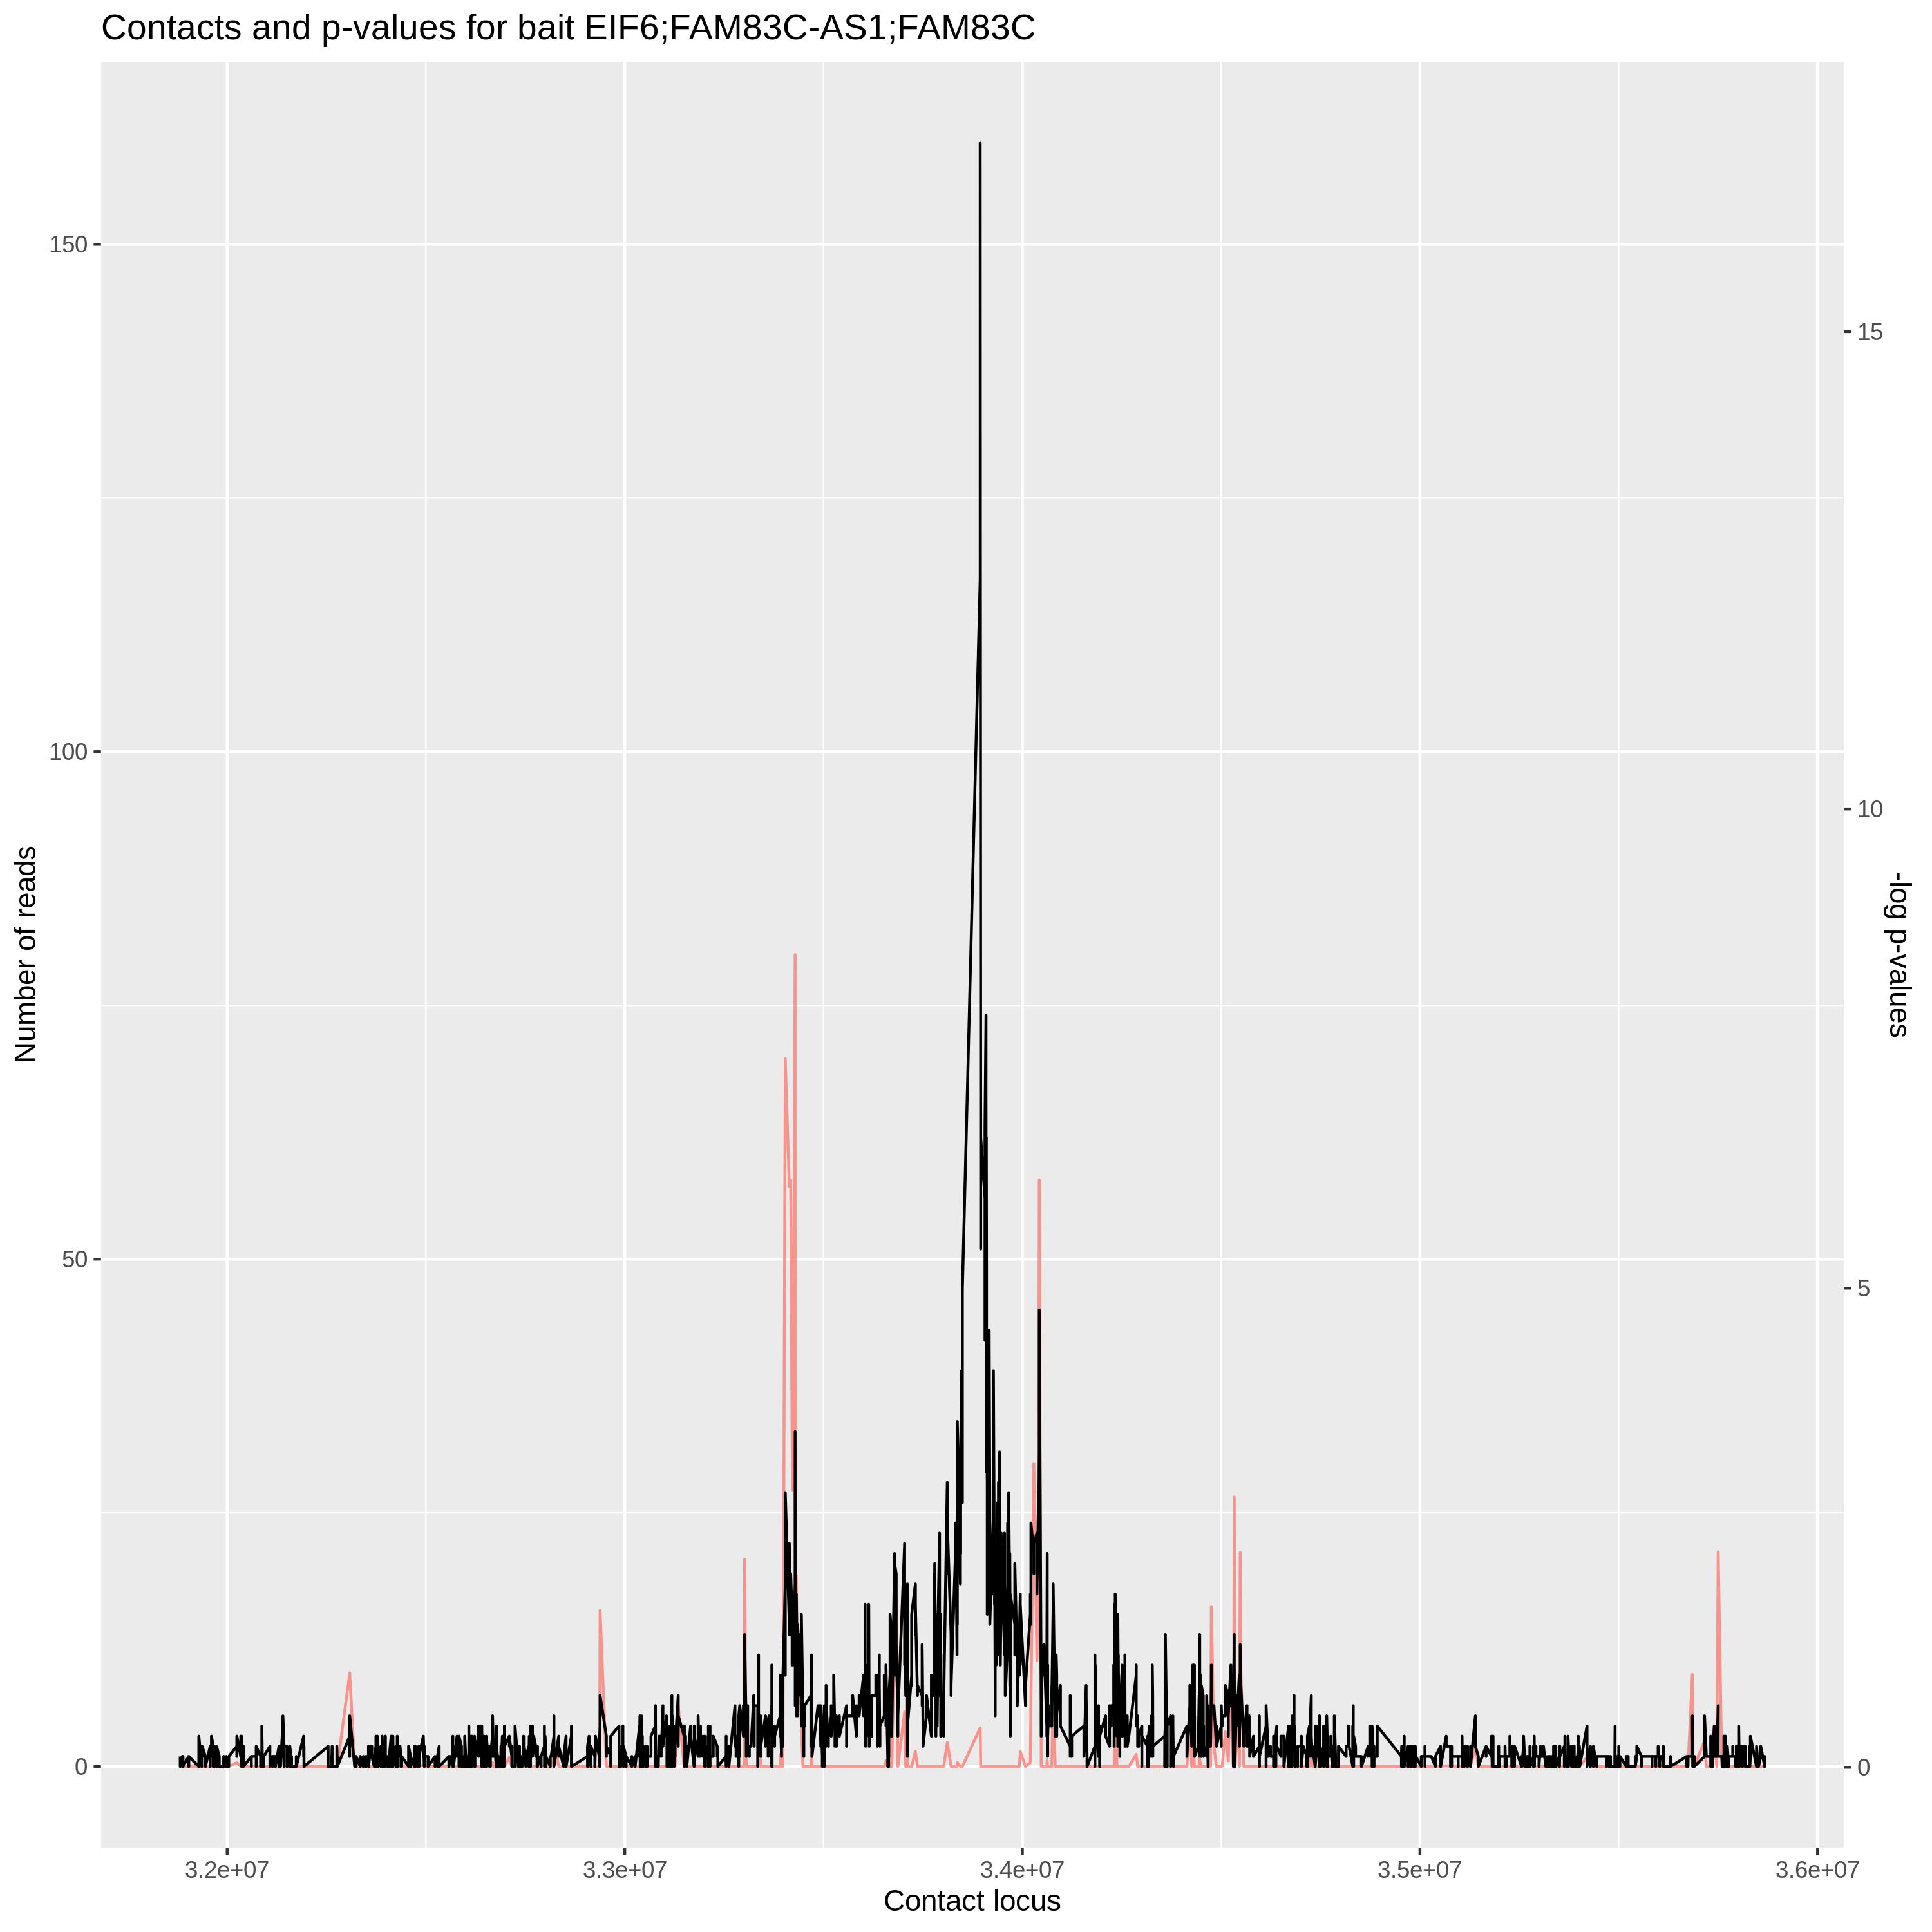 Contacts and p-values for bait EIF6;FAM83C-AS1;FAM83C
150
100
50
0
Number of reads
15
10
5
0
-log p-values
3.2e+07
3.3e+07
3.4e+07
3.5e+07
3.6e+07
Contact locus